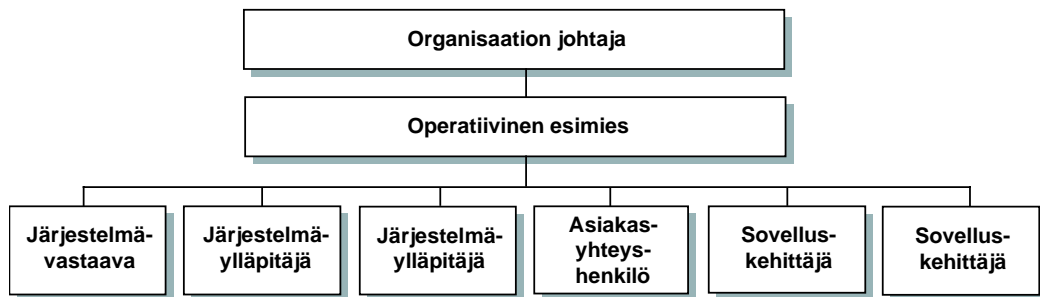 Organisaation johtaja
Operatiivinen esimies
Järjestelmä-
vastaava
Järjestelmä-
ylläpitäjä
Järjestelmä-
ylläpitäjä
Asiakas-
yhteys-
henkilö
Sovellus-
kehittäjä
Sovellus-
kehittäjä